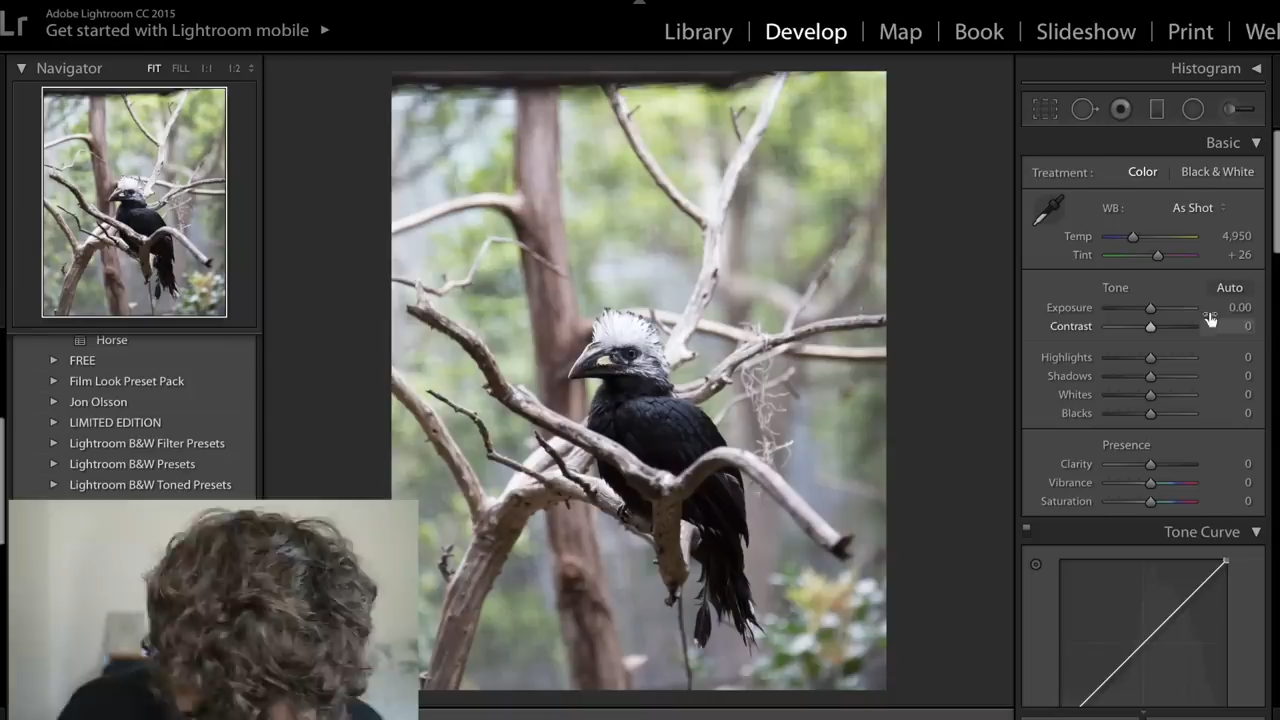 Lr
Adobe Lightroom CC 2015
Get started with Lightroom mobile
Library | Develop | Map | Book | Slideshow | Print | Wel
Navigator FIT FILL 1:1 1:2
Horse
FREE
Film Look Preset Pack
Jon Olsson
LIMITED EDITION
Lightroom B&W Filter Presets
Lightroom B&W Presets
Lightroom B&W Toned Presets
Histogram
Basic
Treatment : Color | Black & White
WB : As Shot
Temp 4,950
Tint + 26
Tone Auto
Exposure 0.00
Contrast 0
Highlights 0
Shadows 0
Whites 0
Blacks 0
Presence
Clarity 0
Vibrance 0
Saturation 0
Tone Curve